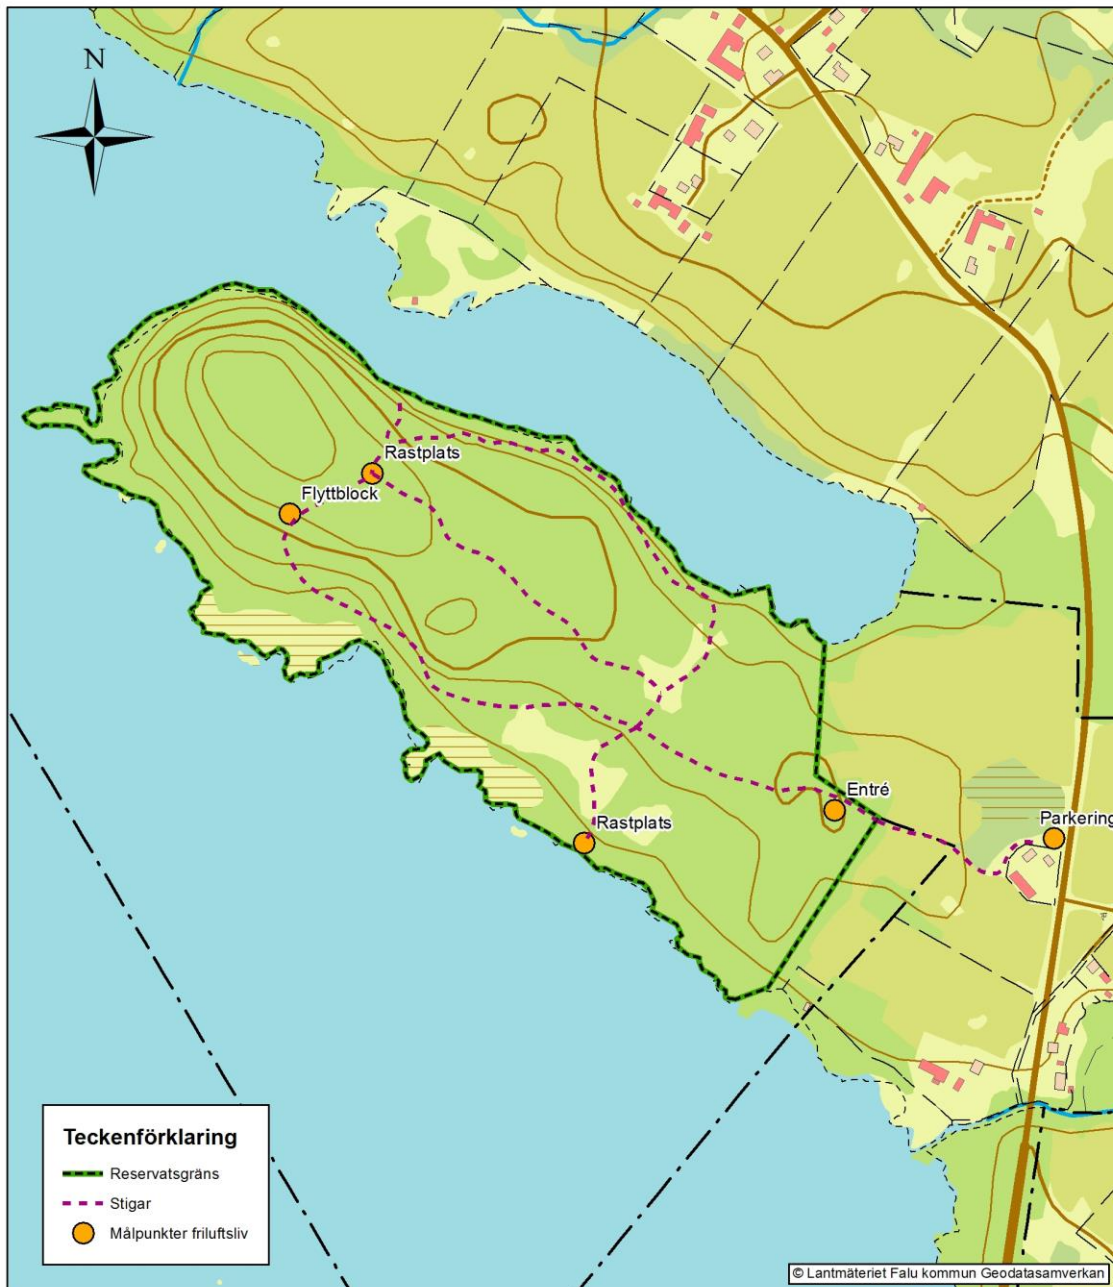 N
Rastplats
Flyttblock
Entré
Rastplats
Parkering
Teckenförklaring
Reservatsgräns
Stigar
Målpunkter friluftsliv
© Lantmäteriet Falu kommun Geodatasamverkan